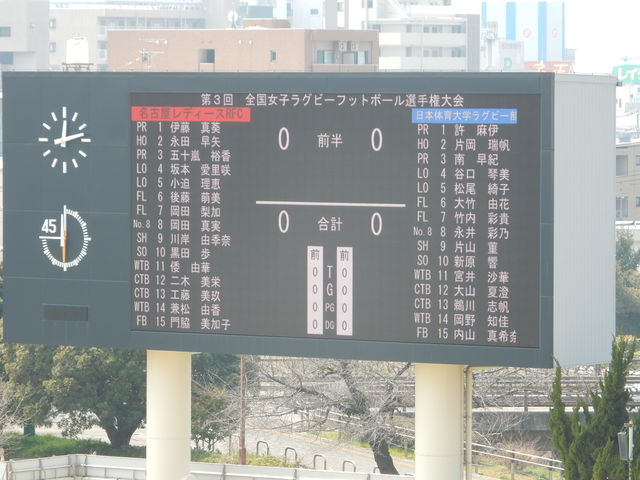 第3回 全国女子ラグビーフットボール選手権大会
名古屋レディースRFC
PR 1 伊藤 真葵
HO 2 永田 早矢
PR 3 五十嵐 裕香
LO 4 坂本 愛里咲
LO 5 小迫 理恵
FL 6 後藤 萌美
FL 7 岡田 梨加
No.8 8 岡田 真実
SH 9 川岸 由季奈
SO 10 黒田 歩
WTB 11 倭 由華
CTB 12 二木 美栄
CTB 13 工藤 美玖
WTB 14 兼松 由香
FB 15 門脇 美加子
0 前半 0
0 合計 0
前 前
0 T 0
0 G 0
0 PG 0
0 DG 0
日本体育大学ラグビー部
PR 1 許 麻伊
HO 2 片岡 瑞帆
PR 3 南 早紀
LO 4 谷口 琴美
LO 5 松尾 綺子
FL 6 大竹 由花
FL 7 竹内 彩貴
No.8 8 永井 彩乃
SH 9 片山 菫
SO 10 新原 響
WTB 11 宮井 沙華
CTB 12 大山 夏澄
CTB 13 鵜川 志帆
WTB 14 岡野 知佳
FB 15 内山 真希奈
45